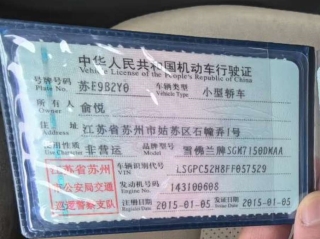 中华人民共和国机动车行驶证
Vehicle License of the People's Republic of China
号牌号码 苏E9B2Y0 车辆类型 小型轿车
Plate No. Vehicle Type
所有人 俞悦
Owner
住址 江苏省苏州市姑苏区石幢弄1号
Address
使用性质 非营运 品牌型号 雪佛兰牌SGM7150DMAA
Use Character Model
江苏省苏州 车辆识别代号 LSGPC52H8FF057529
VIN
市公安局交通 发动机号码 143100608
Engine No.
巡逻警察支队 注册日期 2015-01-05 发证日期 2015-01-05
Register Date Issue Date